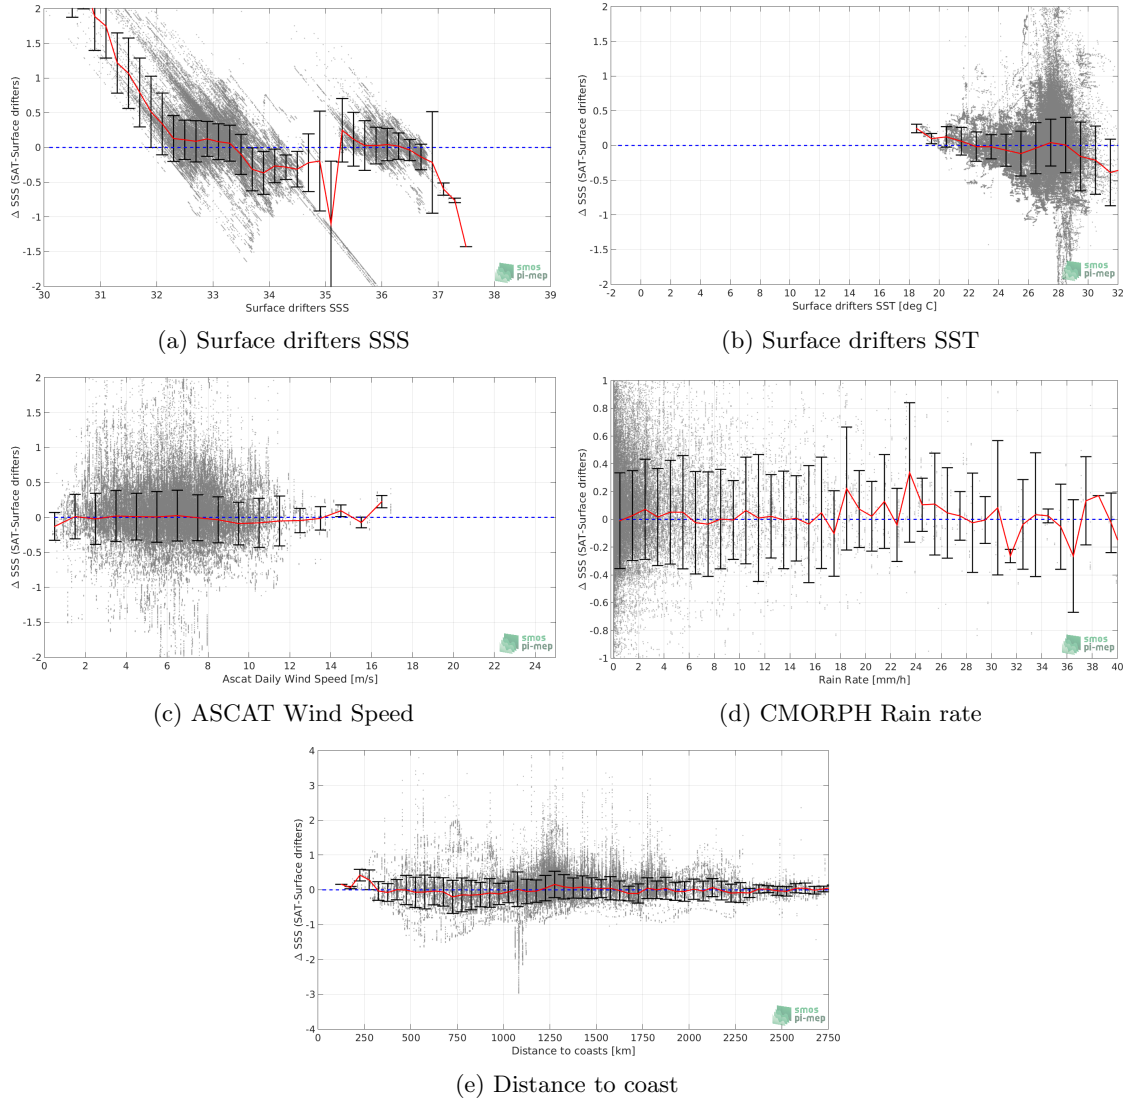 2
1.5
1
0.5
0
-0.5
-1
-1.5
-2
Δ SSS (SAT-Surface drifters)
30 31 32 33 34 35 36 37 38 39
Surface drifters SSS
smos
pi-mep
(a) Surface drifters SSS
2
1.5
1
0.5
0
-0.5
-1
-1.5
-2
Δ SSS (SAT-Surface drifters)
-2 0 2 4 6 8 10 12 14 16 18 20 22 24 26 28 30 32
Surface drifters SST [deg C]
smos
pi-mep
(b) Surface drifters SST
2
1.5
1
0.5
0
-0.5
-1
-1.5
-2
Δ SSS (SAT-Surface drifters)
0 2 4 6 8 10 12 14 16 18 20 22 24
Ascat Daily Wind Speed [m/s]
smos
pi-mep
(c) ASCAT Wind Speed
1
0.8
0.6
0.4
0.2
0
-0.2
-0.4
-0.6
-0.8
-1
Δ SSS (SAT-Surface drifters)
0 2 4 6 8 10 12 14 16 18 20 22 24 26 28 30 32 34 36 38 40
Rain Rate [mm/h]
smos
pi-mep
(d) CMORPH Rain rate
4
3
2
1
0
-1
-2
-3
-4
Δ SSS (SAT-Surface drifters)
0 250 500 750 1000 1250 1500 1750 2000 2250 2500 2750
Distance to coasts [km]
smos
pi-mep
(e) Distance to coast